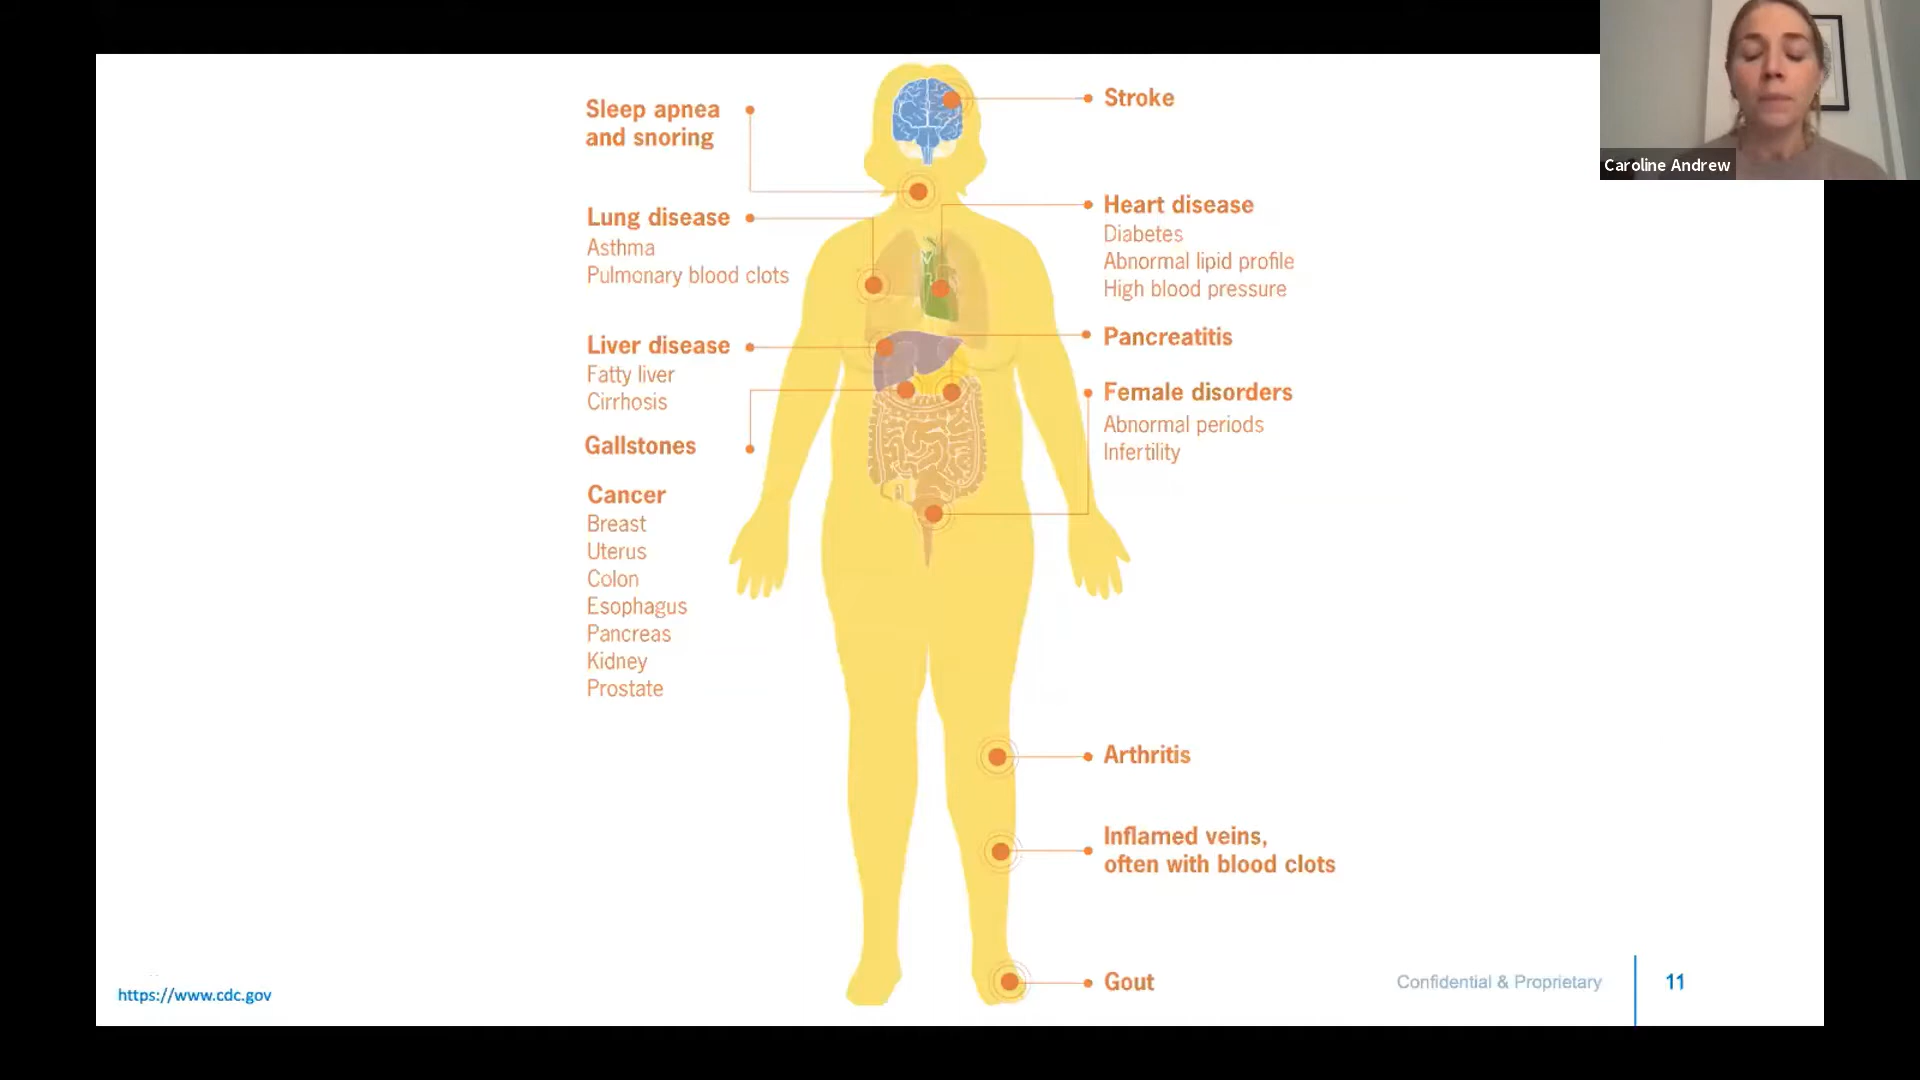 Sleep apnea
and snoring
Lung disease
Asthma
Pulmonary blood clots
Liver disease
Fatty liver
Cirrhosis
Gallstones
Cancer
Breast
Uterus
Colon
Esophagus
Pancreas
Kidney
Prostate
Stroke
Heart disease
Diabetes
Abnormal lipid profile
High blood pressure
Pancreatitis
Female disorders
Abnormal periods
Infertility
Arthritis
Inflamed veins,
often with blood clots
Gout
Caroline Andrew
https://www.cdc.gov
Confidential & Proprietary
11